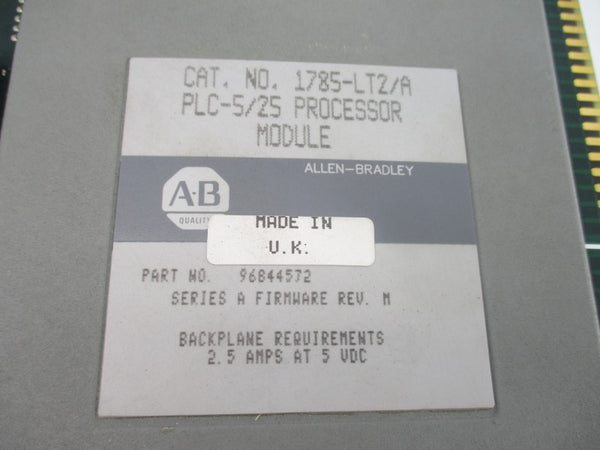 CAT. NO. 1785-LT2/A
PLC-5/25 PROCESSOR
MODULE
ALLEN-BRADLEY
A-B
QUALITY
MADE IN
U.K.
PART NO. 96844572
SERIES A FIRMWARE REV. M
BACKPLANE REQUIREMENTS
2.5 AMPS AT 5 VDC